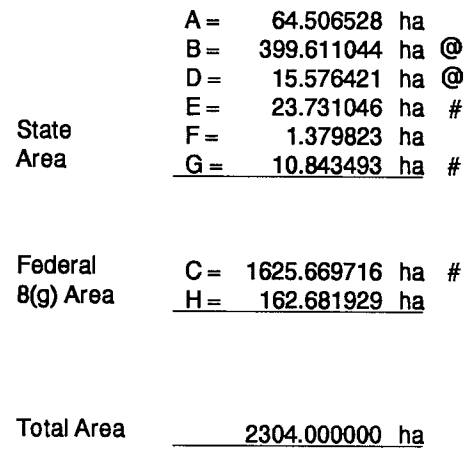 A = 64.506528 ha
B = 399.611044 ha @
D = 15.576421 ha @
E = 23.731046 ha #
State F = 1.379823 ha
Area G = 10.843493 ha #
Federal C = 1625.669716 ha #
8(g) Area H = 162.681929 ha
Total Area 2304.000000 ha